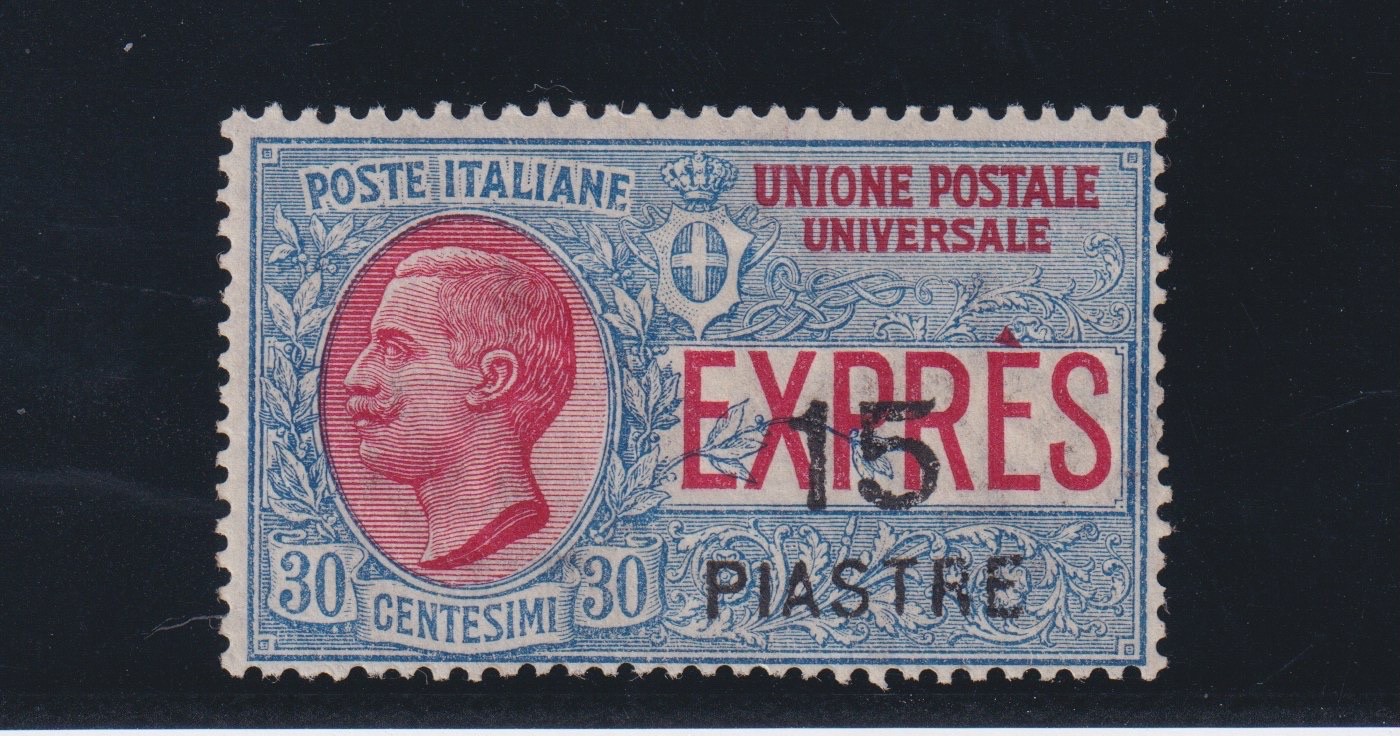 POSTE ITALIANE
UNIONE POSTALE
UNIVERSALE
EXPRÈS
15
PIASTRE
30
CENTESIMI
30